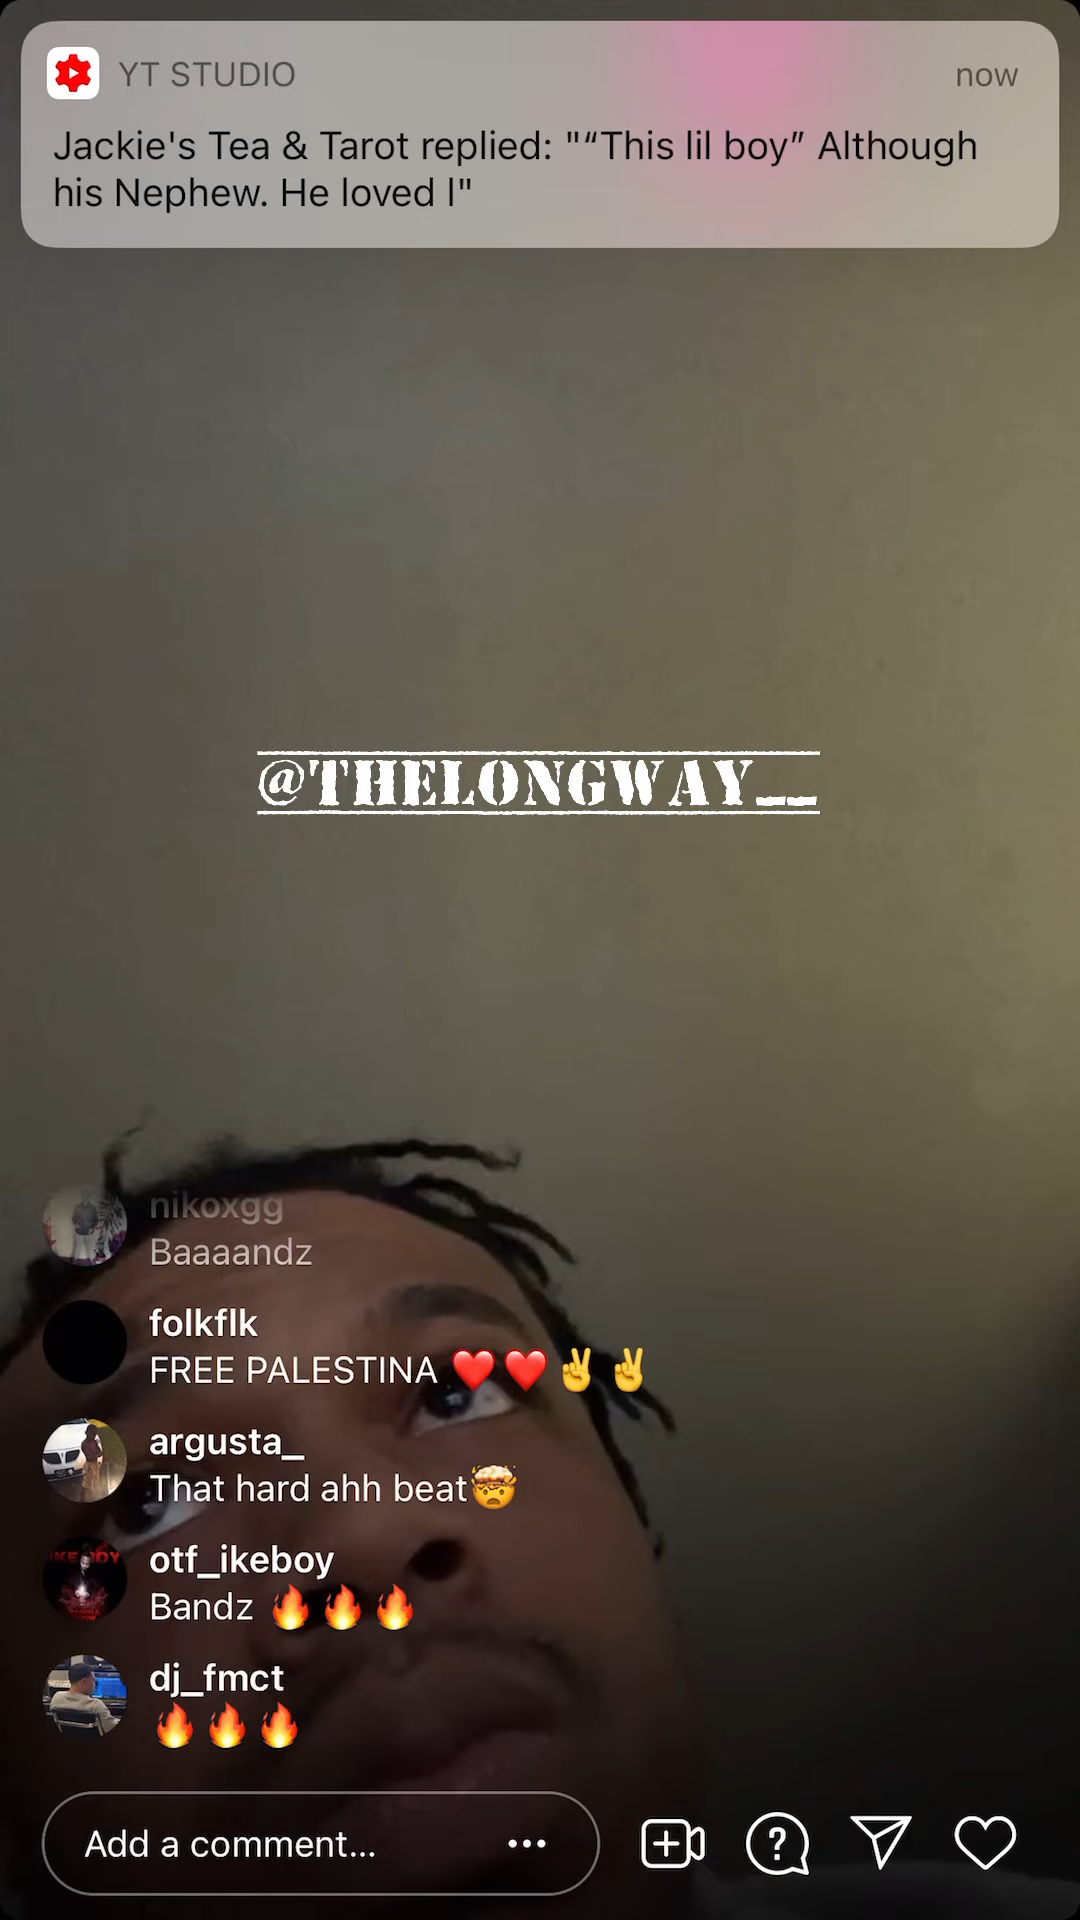 YT STUDIO
now
Jackie's Tea & Tarot replied: "“This lil boy” Although
his Nephew. He loved l"
@THELONGWAY__
nikoxgg
Baaaandz
folkflk
FREE PALESTINA ❤️❤️✌️✌️
argusta_
That hard ahh beat🤯
otf_ikeboy
Bandz 🔥🔥🔥
dj_fmct
🔥🔥🔥
Add a comment...